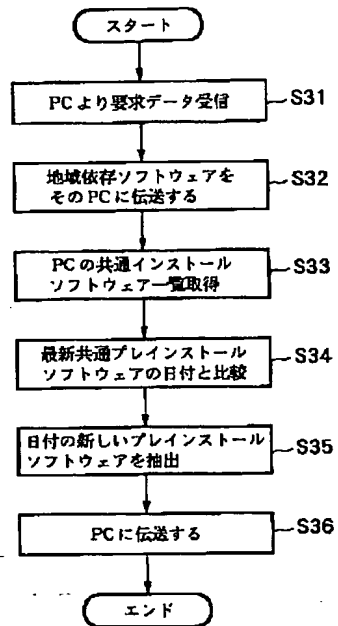 スタート
PCより要求データ受信
S31
地域依存ソフトウェアを
そのPCに伝送する
S32
PCの共通インストール
ソフトウェア一覧取得
S33
最新共通プレインストール
ソフトウェアの日付と比較
S34
日付の新しいプレインストール
ソフトウェアを抽出
S35
PCに伝送する
S36
エンド